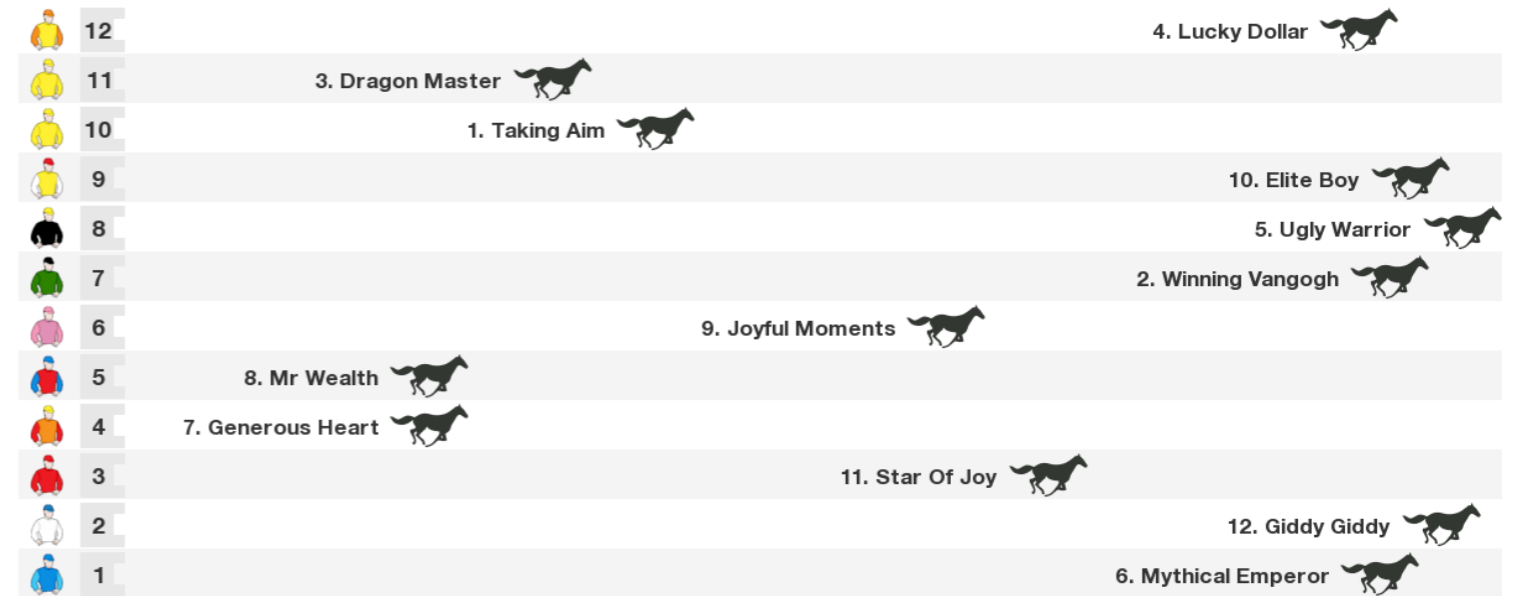 12 4. Lucky Dollar
11 3. Dragon Master
10 1. Taking Aim
9 10. Elite Boy
8 5. Ugly Warrior
7 2. Winning Vangogh
6 9. Joyful Moments
5 8. Mr Wealth
4 7. Generous Heart
3 11. Star Of Joy
2 12. Giddy Giddy
1 6. Mythical Emperor